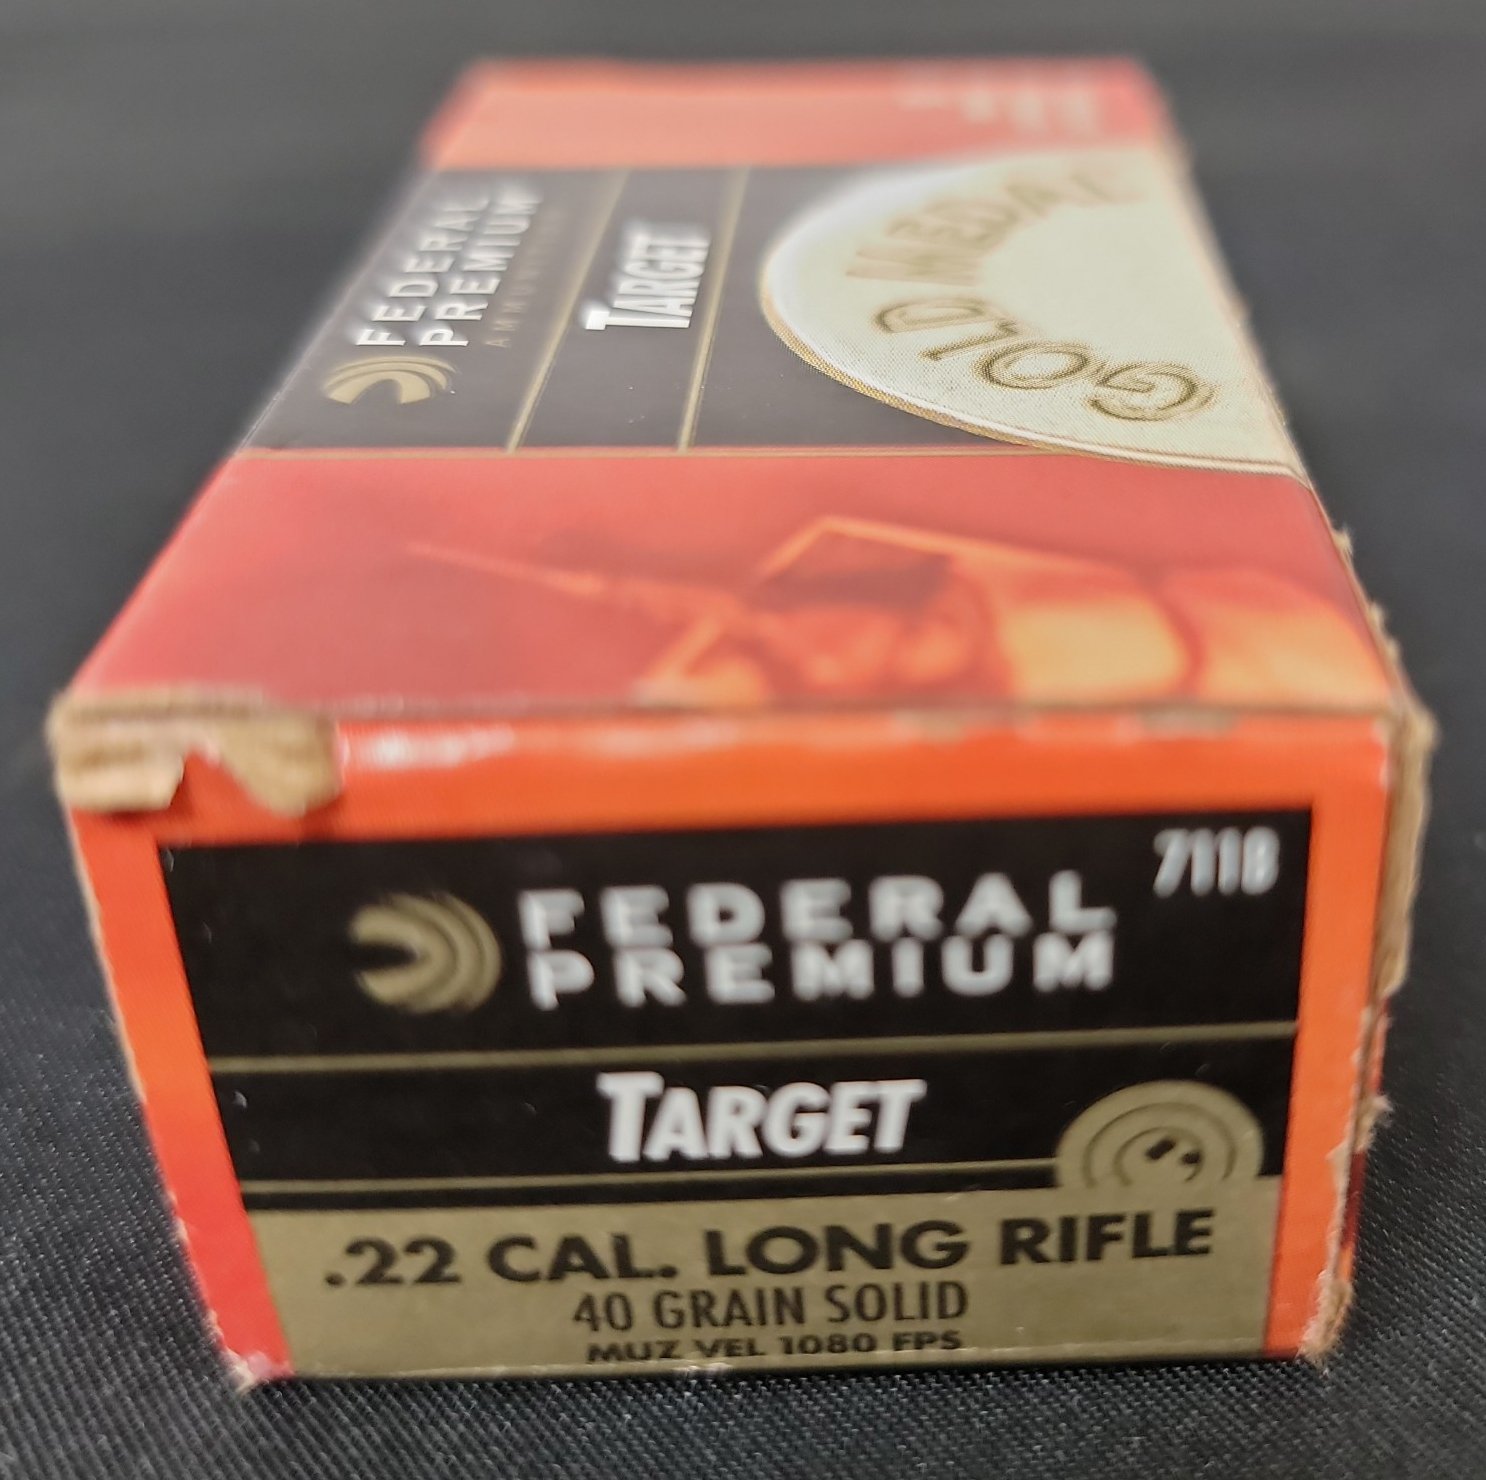 FEDERAL
PREMIUM
AMMUNITION
TARGET
GOLD MEDAL
711B
FEDERAL
PREMIUM
TARGET
.22 CAL. LONG RIFLE
40 GRAIN SOLID
MUZ VEL 1080 FPS